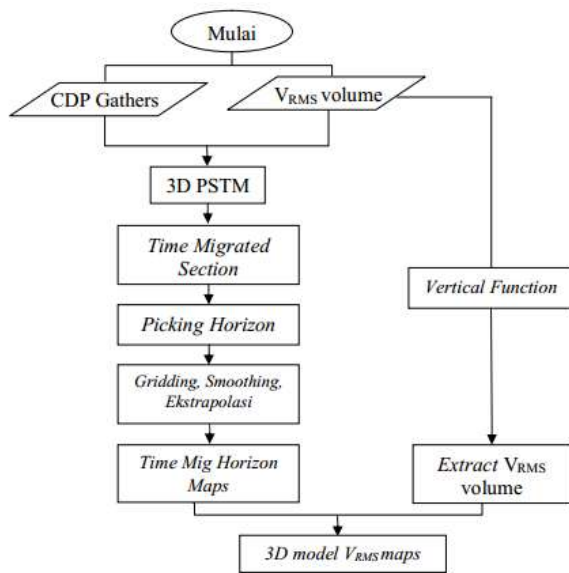 Mulai
CDP Gathers
VRMS volume
3D PSTM
Time Migrated
Section
Vertical Function
Picking Horizon
Gridding, Smoothing,
Ekstrapolasi
Time Mig Horizon
Maps
Extract VRMS
volume
3D model VRMS maps